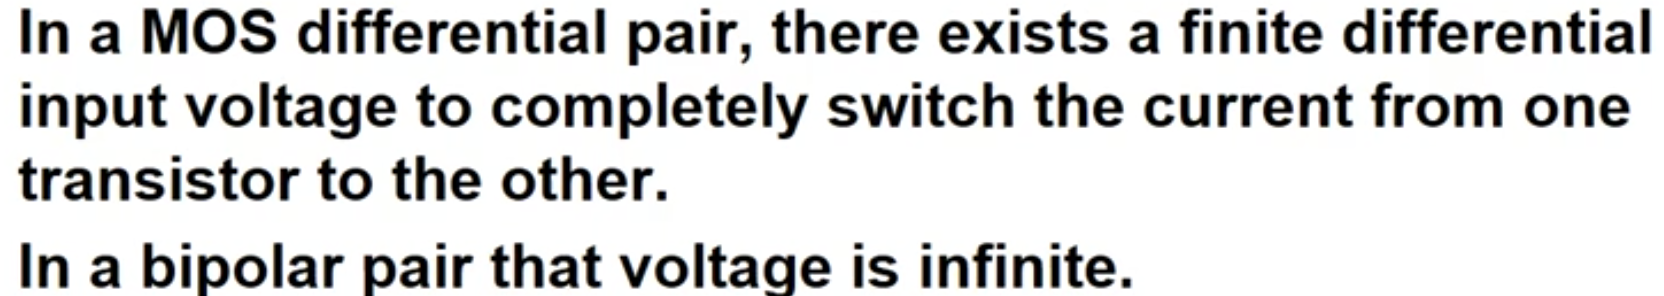 In a MOS differential pair, there exists a finite differential
input voltage to completely switch the current from one
transistor to the other.
In a bipolar pair that voltage is infinite.